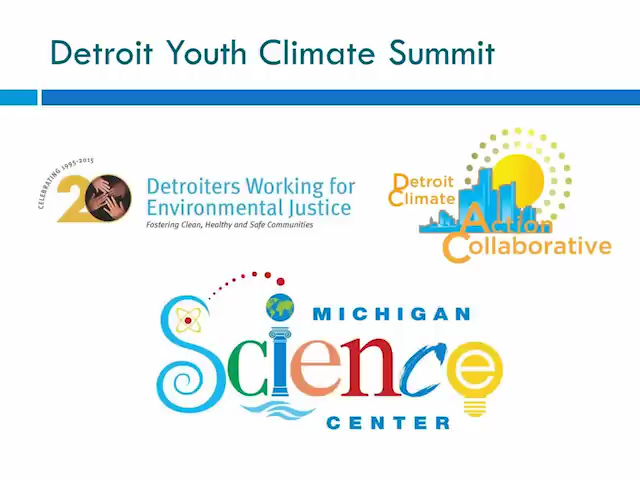 Detroit Youth Climate Summit
CELEBRATING 1995-2015
20
Detroiters Working for
Environmental Justice
Fostering Clean, Healthy and Safe Communities
Detroit
Climate
Action
Collaborative
MICHIGAN
Science
CENTER